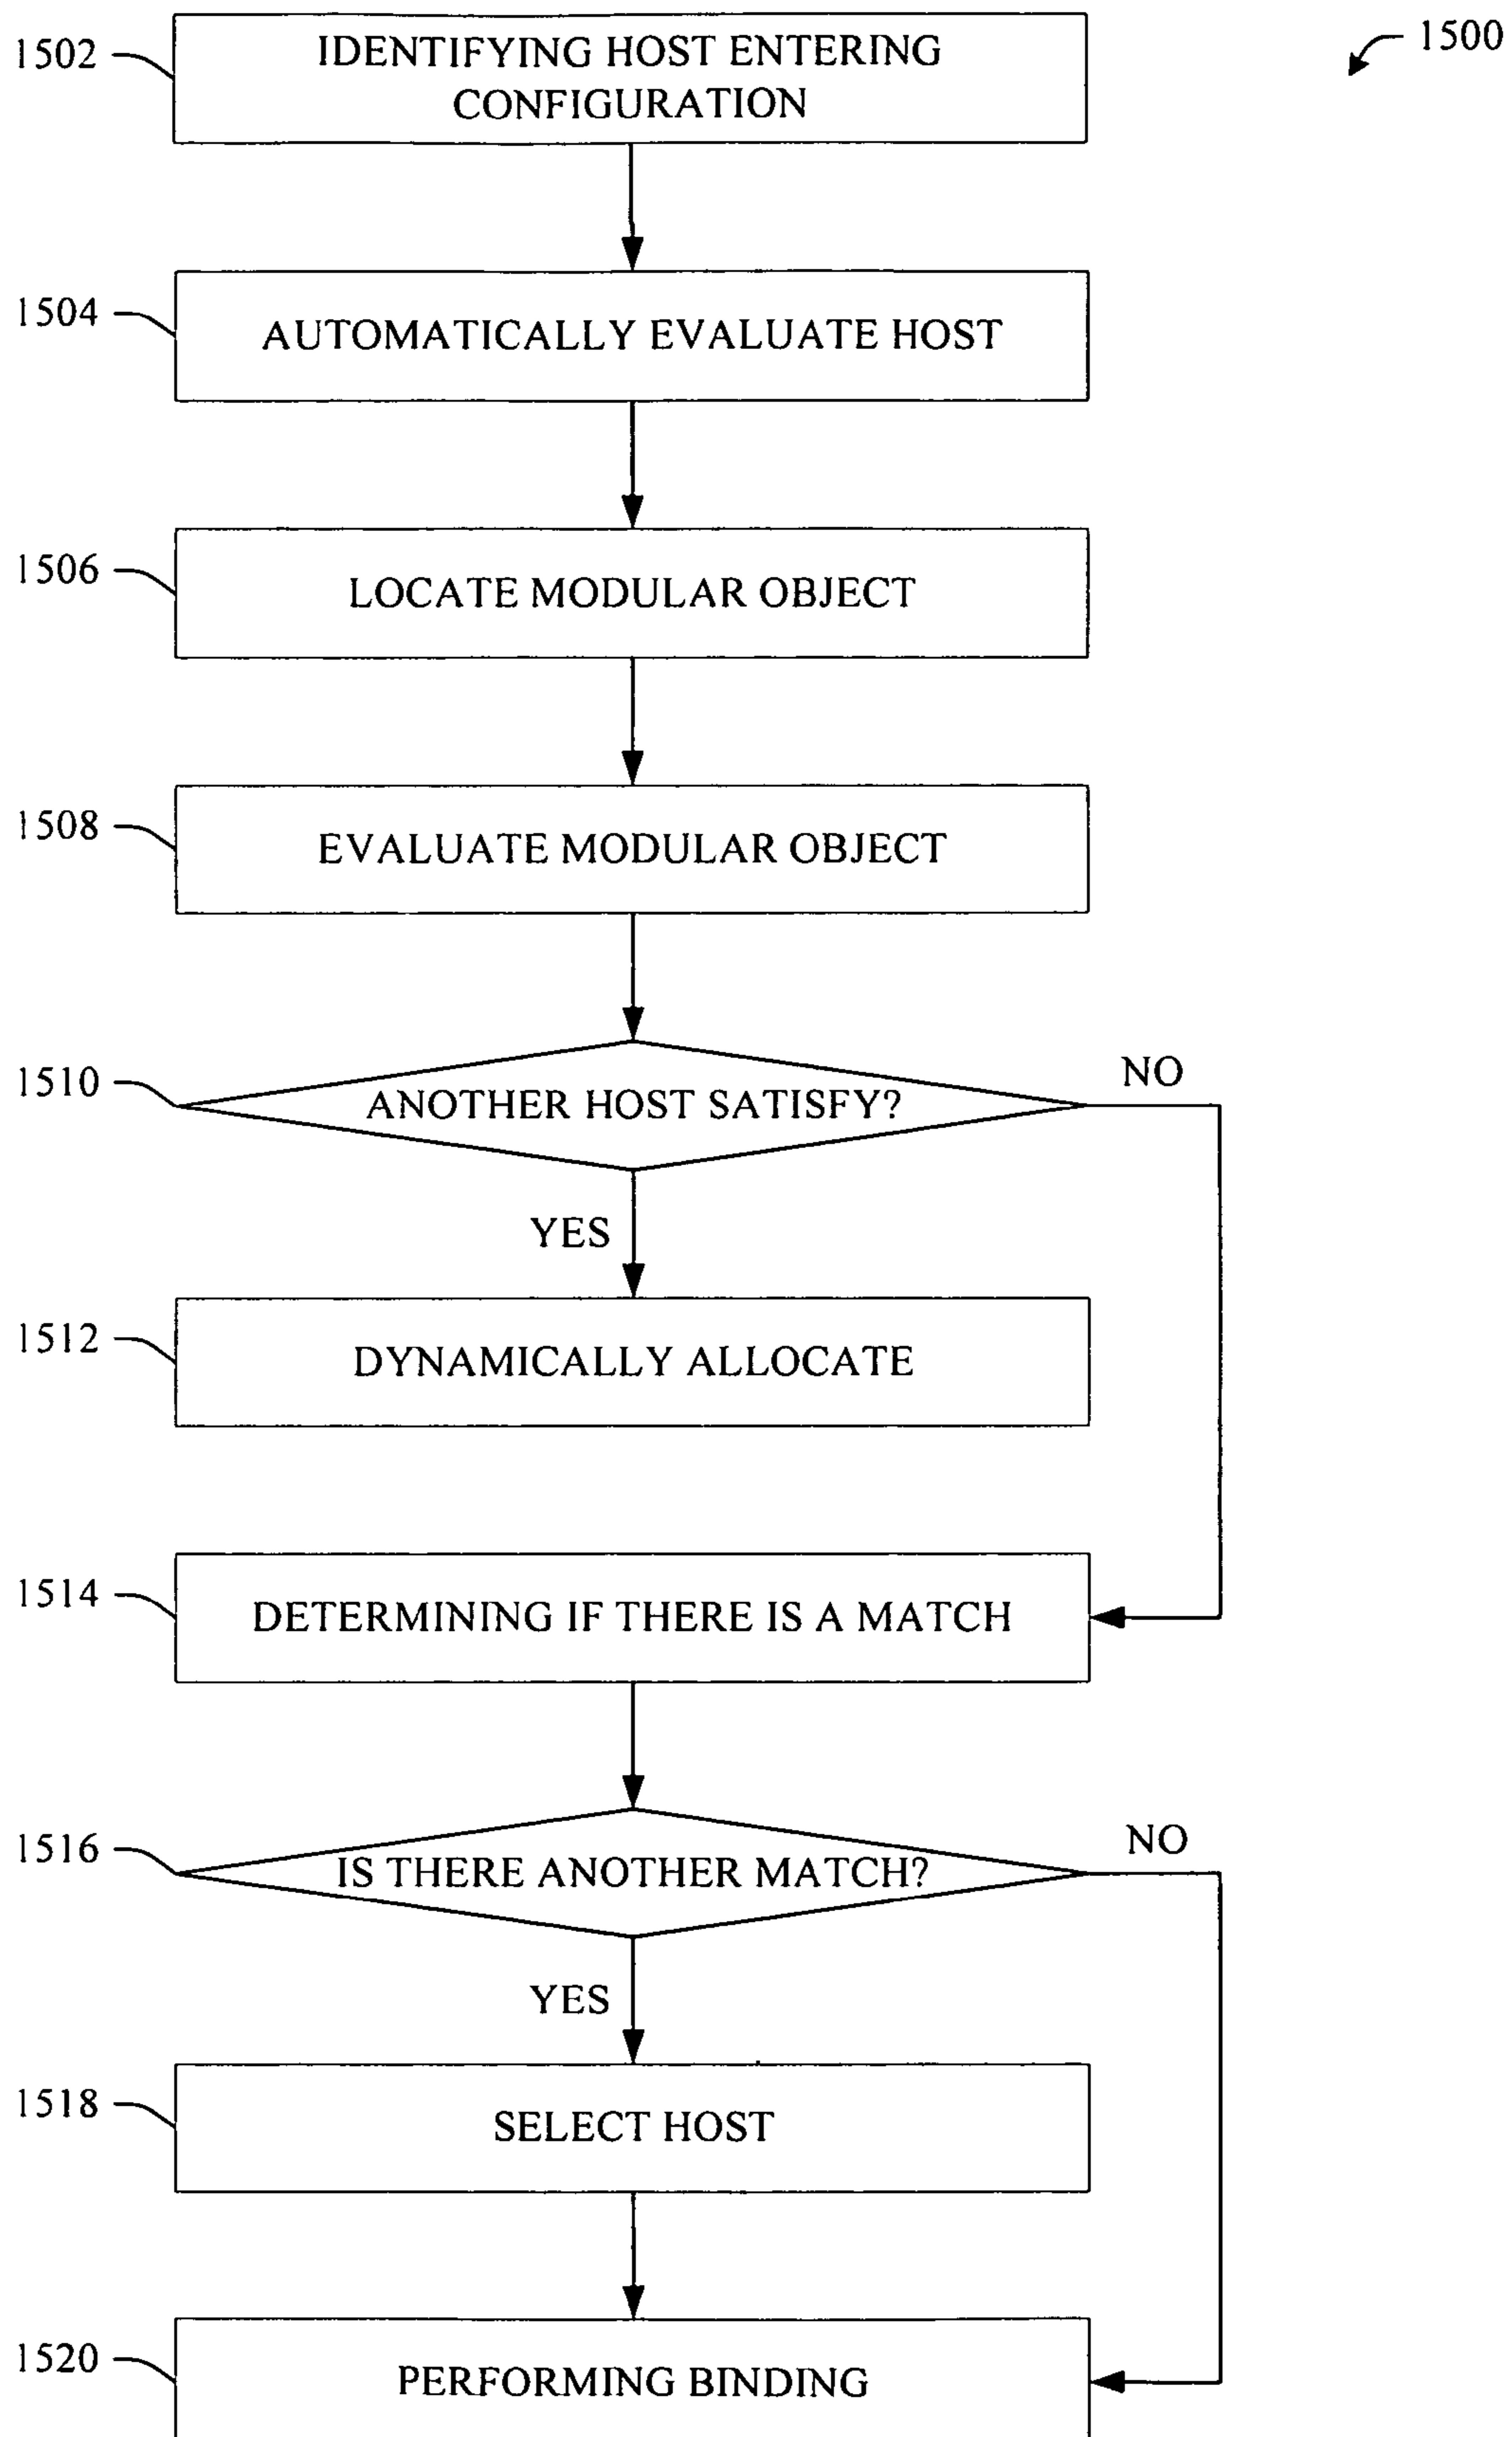 1500
1502
IDENTIFYING HOST ENTERING
CONFIGURATION
1504
AUTOMATICALLY EVALUATE HOST
1506
LOCATE MODULAR OBJECT
1508
EVALUATE MODULAR OBJECT
1510
ANOTHER HOST SATISFY?
NO
YES
1512
DYNAMICALLY ALLOCATE
1514
DETERMINING IF THERE IS A MATCH
1516
IS THERE ANOTHER MATCH?
NO
YES
1518
SELECT HOST
1520
PERFORMING BINDING